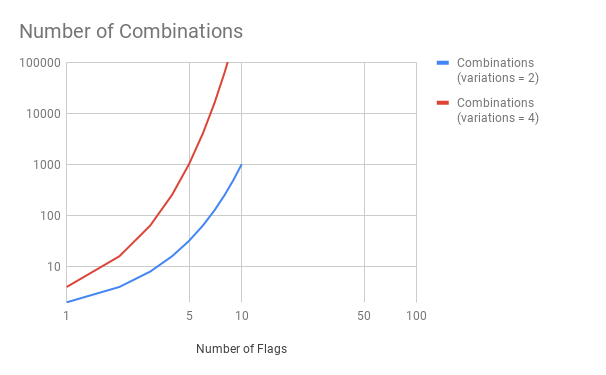 Number of Combinations
100000
10000
1000
100
10
1
5
10
50
100
Number of Flags
Combinations
(variations = 2)
Combinations
(variations = 4)